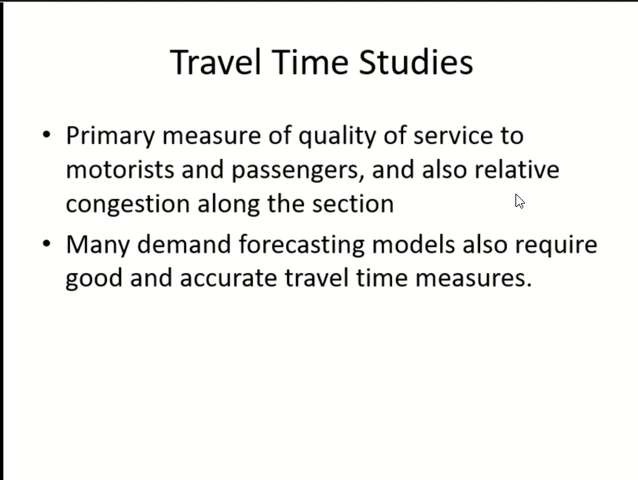 Travel Time Studies
• Primary measure of quality of service to
motorists and passengers, and also relative
congestion along the section
• Many demand forecasting models also require
good and accurate travel time measures.